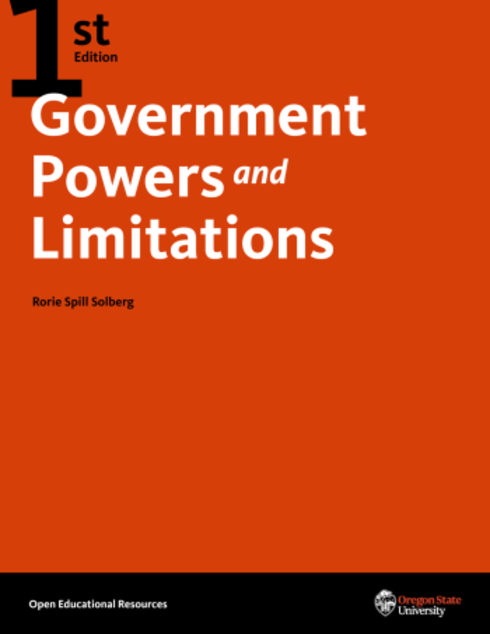 1st
Edition
Government
Powers and
Limitations
Rorie Spill Solberg
Open Educational Resources
Oregon State
University